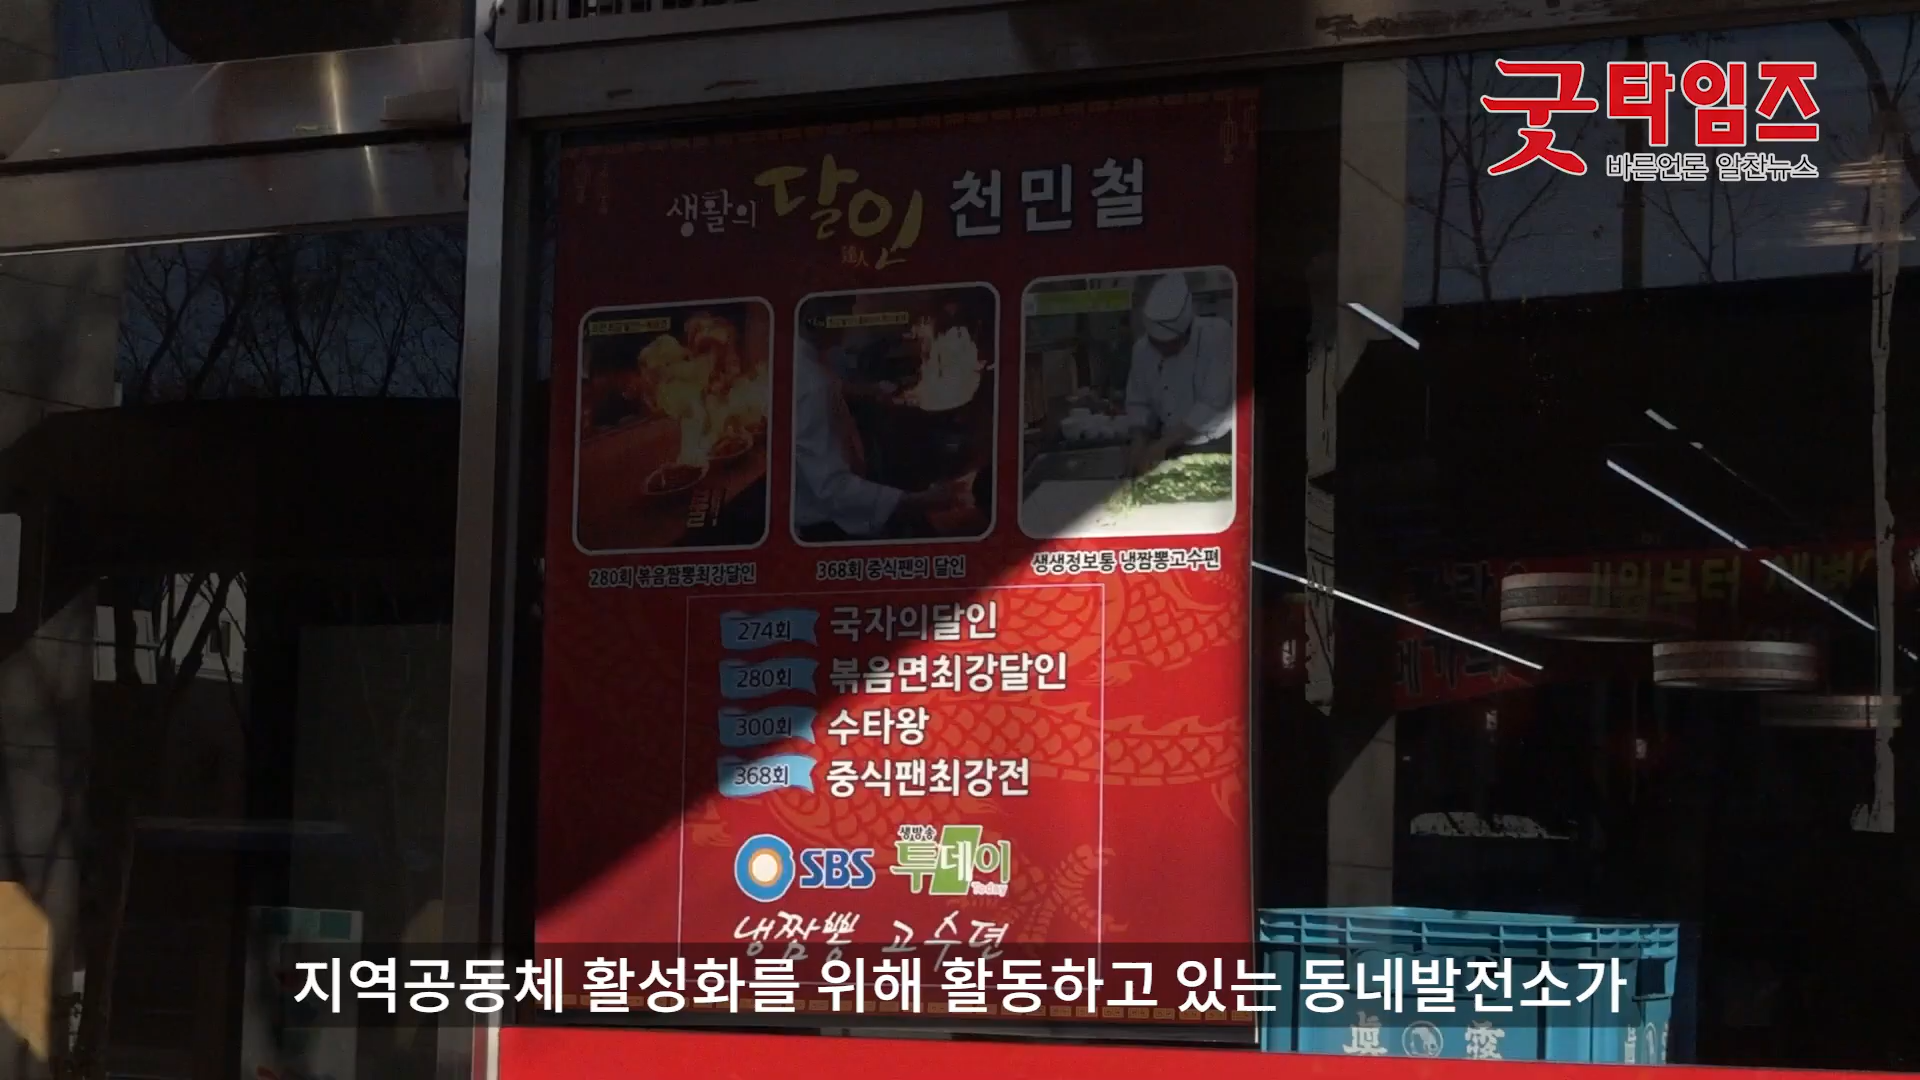 굿타임즈
바른언론 알찬뉴스
생활의 달인 천민철
達人
280회 볶음짬뽕최강달인
368회 중식팬의 달인
생생정보통 냉짬뽕고수편
274회 국자의달인
280회 볶음면최강달인
300회 수타왕
368회 중식팬최강전
SBS 생방송 투데이
Today
냉짬뽕 고수편
지역공동체 활성화를 위해 활동하고 있는 동네발전소가